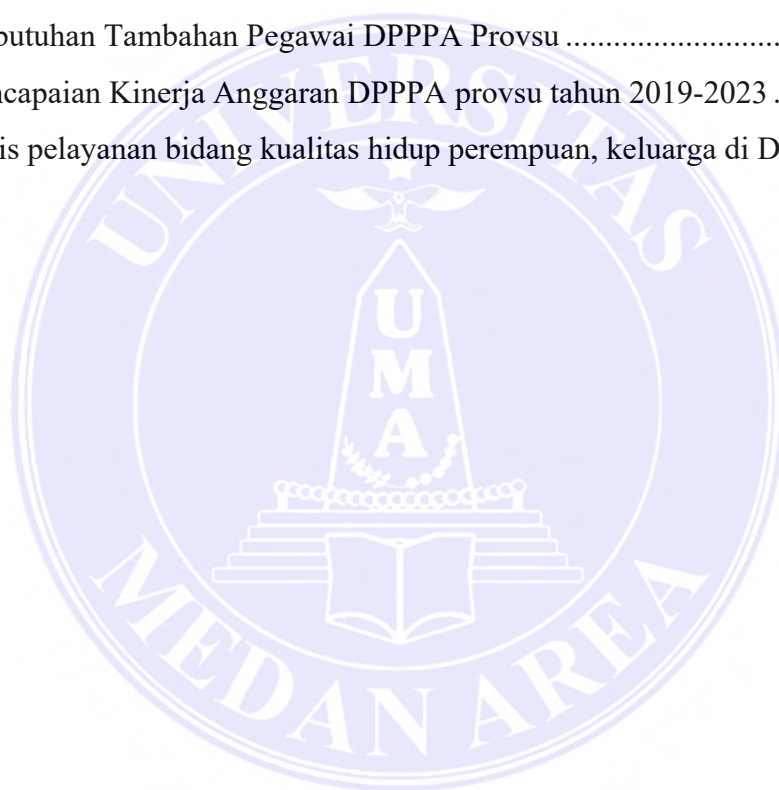 butuhan Tambahan Pegawai DPPPA Provsu ...........................
ncapaian Kinerja Anggaran DPPPA provsu tahun 2019-2023 .
is pelayanan bidang kualitas hidup perempuan, keluarga di D
UNIVERSITAS
U
M
A
MEDAN AREA